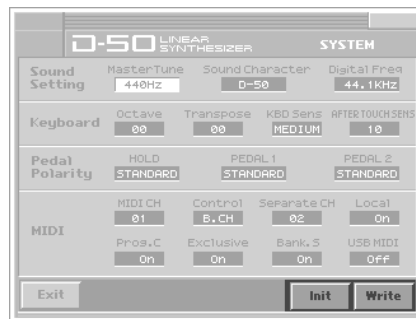 D-50 LINEAR SYNTHESIZER SYSTEM
Sound Setting
MasterTune Sound Character Digital Freq
440Hz D-50 44.1KHz
Keyboard
Octave Transpose KBD Sens AFTER TOUCH SENS
00 00 MEDIUM 10
Pedal Polarity
HOLD PEDAL 1 PEDAL 2
STANDARD STANDARD STANDARD
MIDI
MIDI CH Control Separate CH Local
01 B.CH 02 On
Prog.C Exclusive Bank.S USB MIDI
On On On Off
Exit Init Write